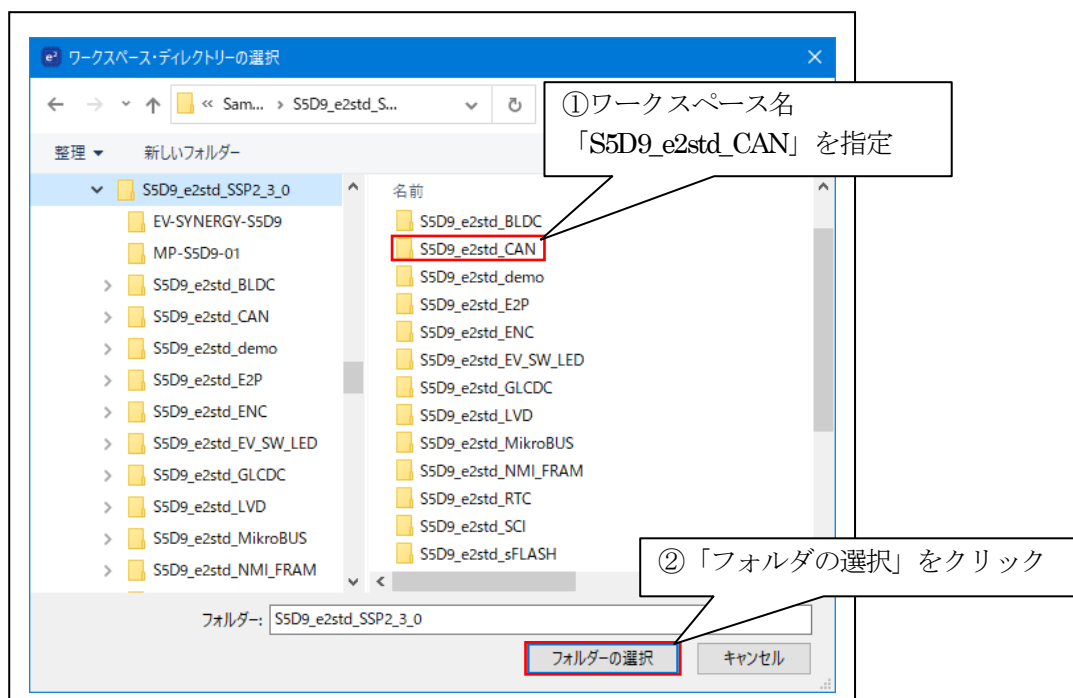 e² ワークスペース・ディレクトリーの選択
« Sam... › S5D9_e2std_S...
①ワークスペース名
「S5D9_e2std_CAN」を指定
整理 新しいフォルダー
S5D9_e2std_SSP2_3_0
EV-SYNERGY-S5D9
MP-S5D9-01
S5D9_e2std_BLDC
S5D9_e2std_CAN
S5D9_e2std_demo
S5D9_e2std_E2P
S5D9_e2std_ENC
S5D9_e2std_EV_SW_LED
S5D9_e2std_GLCDC
S5D9_e2std_LVD
S5D9_e2std_MikroBUS
S5D9_e2std_NMI_FRAM
名前
S5D9_e2std_BLDC
S5D9_e2std_CAN
S5D9_e2std_demo
S5D9_e2std_E2P
S5D9_e2std_ENC
S5D9_e2std_EV_SW_LED
S5D9_e2std_GLCDC
S5D9_e2std_LVD
S5D9_e2std_MikroBUS
S5D9_e2std_NMI_FRAM
S5D9_e2std_RTC
S5D9_e2std_SCI
S5D9_e2std_sFLASH
②「フォルダの選択」をクリック
フォルダー: S5D9_e2std_SSP2_3_0
フォルダーの選択 キャンセル